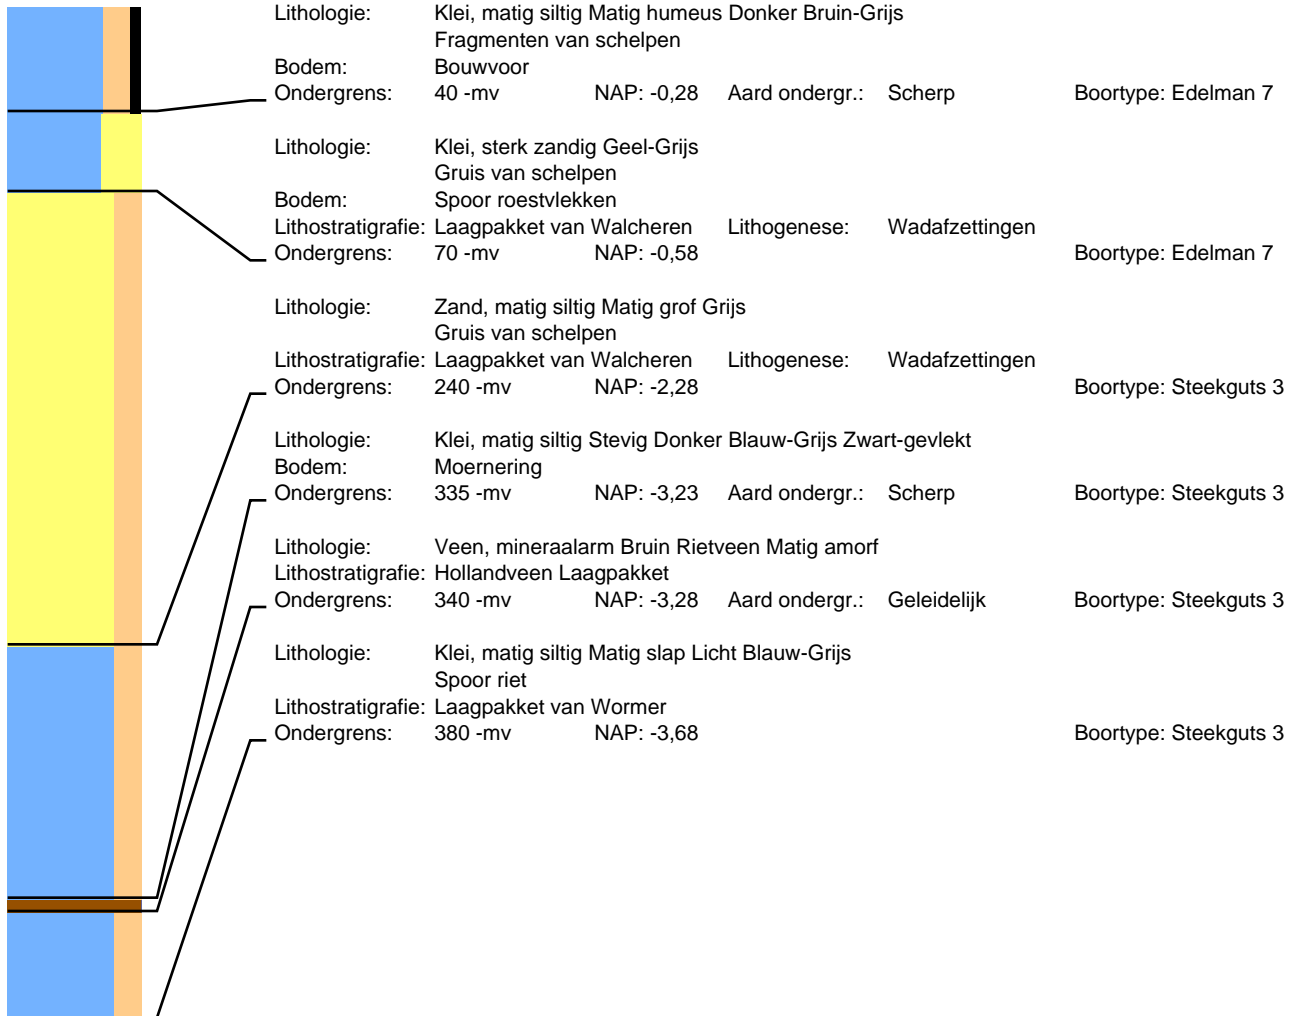 Lithologie: Klei, matig siltig Matig humeus Donker Bruin-Grijs
Fragmenten van schelpen
Bodem: Bouwvoor
Ondergrens: 40 -mv NAP: -0,28 Aard ondergr.: Scherp Boortype: Edelman 7
Lithologie: Klei, sterk zandig Geel-Grijs
Gruis van schelpen
Bodem: Spoor roestvlekken
Lithostratigrafie: Laagpakket van Walcheren Lithogenese: Wadafzettingen
Ondergrens: 70 -mv NAP: -0,58 Boortype: Edelman 7
Lithologie: Zand, matig siltig Matig grof Grijs
Gruis van schelpen
Lithostratigrafie: Laagpakket van Walcheren Lithogenese: Wadafzettingen
Ondergrens: 240 -mv NAP: -2,28 Boortype: Steekguts 3
Lithologie: Klei, matig siltig Stevig Donker Blauw-Grijs Zwart-gevlekt
Bodem: Moernering
Ondergrens: 335 -mv NAP: -3,23 Aard ondergr.: Scherp Boortype: Steekguts 3
Lithologie: Veen, mineraalarm Bruin Rietveen Matig amorf
Lithostratigrafie: Hollandveen Laagpakket
Ondergrens: 340 -mv NAP: -3,28 Aard ondergr.: Geleidelijk Boortype: Steekguts 3
Lithologie: Klei, matig siltig Matig slap Licht Blauw-Grijs
Spoor riet
Lithostratigrafie: Laagpakket van Wormer
Ondergrens: 380 -mv NAP: -3,68 Boortype: Steekguts 3